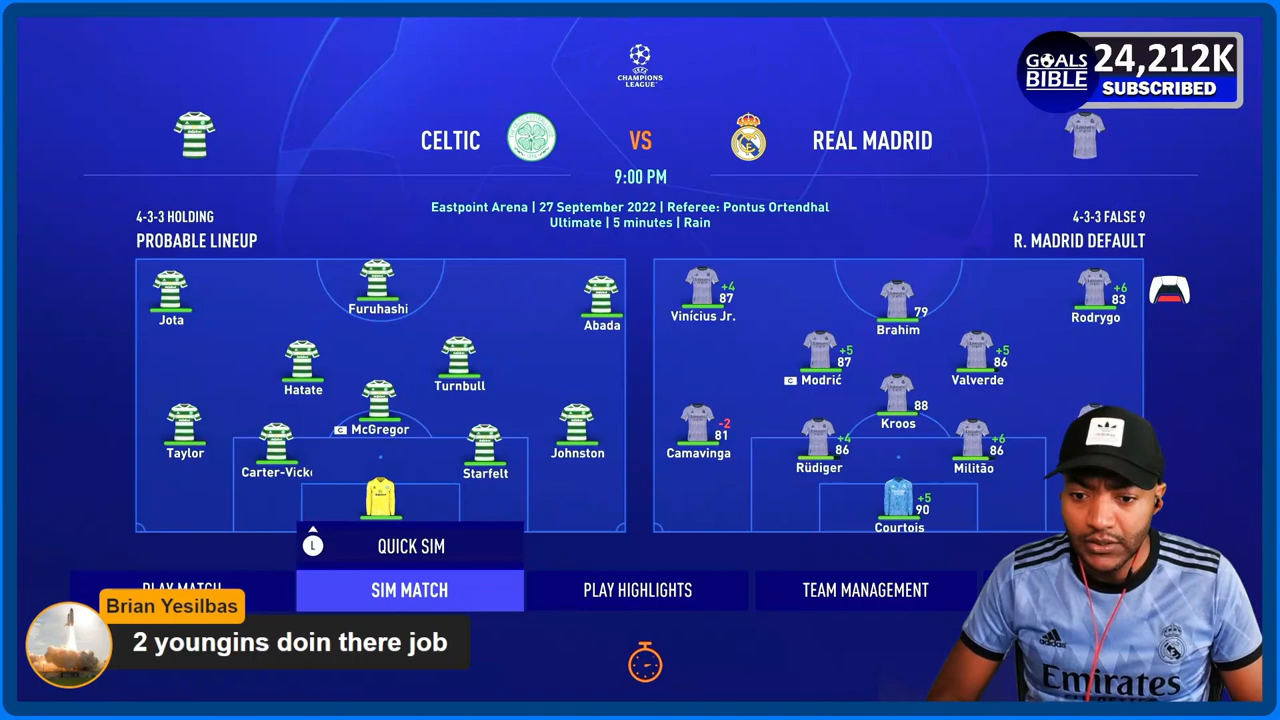 GOALS
BIBLE
24,212K
SUBSCRIBED
UEFA
CHAMPIONS
LEAGUE
CELTIC
VS
REAL MADRID
9:00 PM
Eastpoint Arena | 27 September 2022 | Referee: Pontus Ortendhal
Ultimate | 5 minutes | Rain
4-3-3 HOLDING
PROBABLE LINEUP
4-3-3 FALSE 9
R. MADRID DEFAULT
Jota
Furuhashi
Abada
Hatate
Turnbull
C McGregor
Taylor
Carter-Vick
Starfelt
Johnston
+4
87
Vinícius Jr.
79
Brahim
+6
83
Rodrygo
+5
87
C Modrić
+5
86
Valverde
88
Kroos
-2
81
Camavinga
+4
86
Rüdiger
+6
86
Militão
+5
90
Courtois
L
QUICK SIM
PLAY MATCH
SIM MATCH
PLAY HIGHLIGHTS
TEAM MANAGEMENT
Brian Yesilbas
2 youngins doin there job
adidas
Emirates